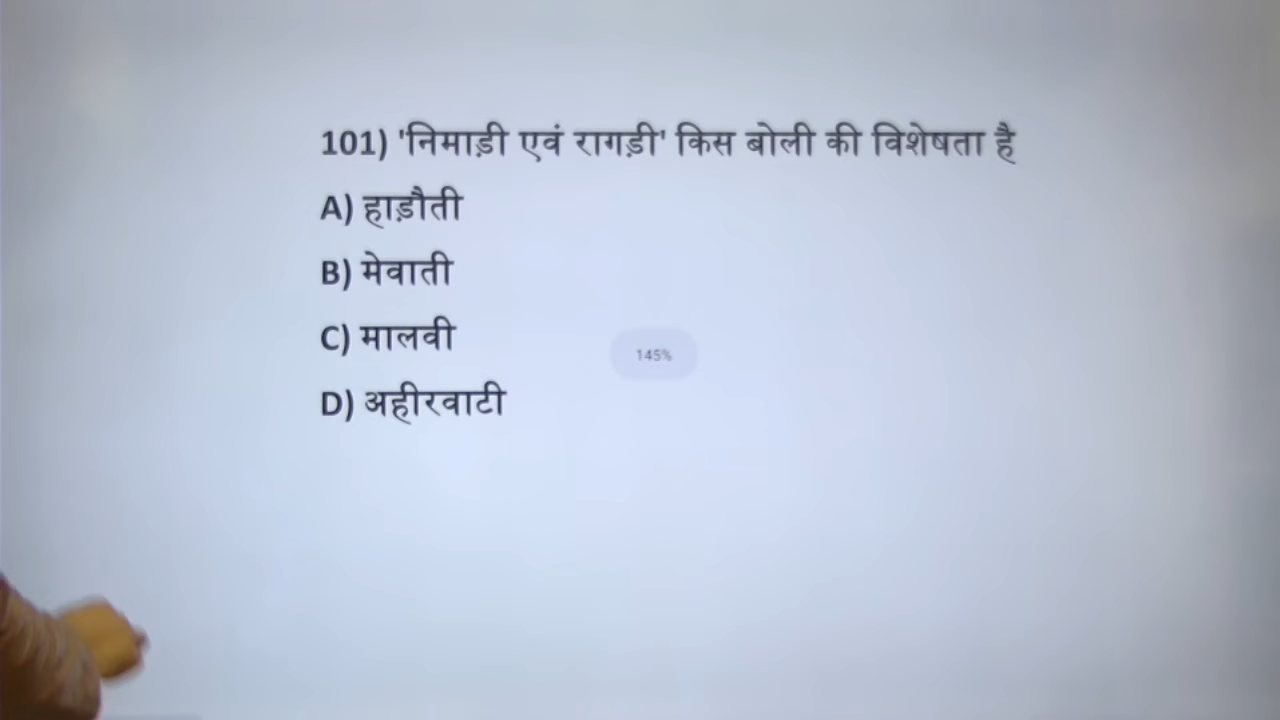 101) 'निमाड़ी एवं रागड़ी' किस बोली की विशेषता है
A) हाड़ौती
B) मेवाती
C) मालवी
145%
D) अहीरवाटी